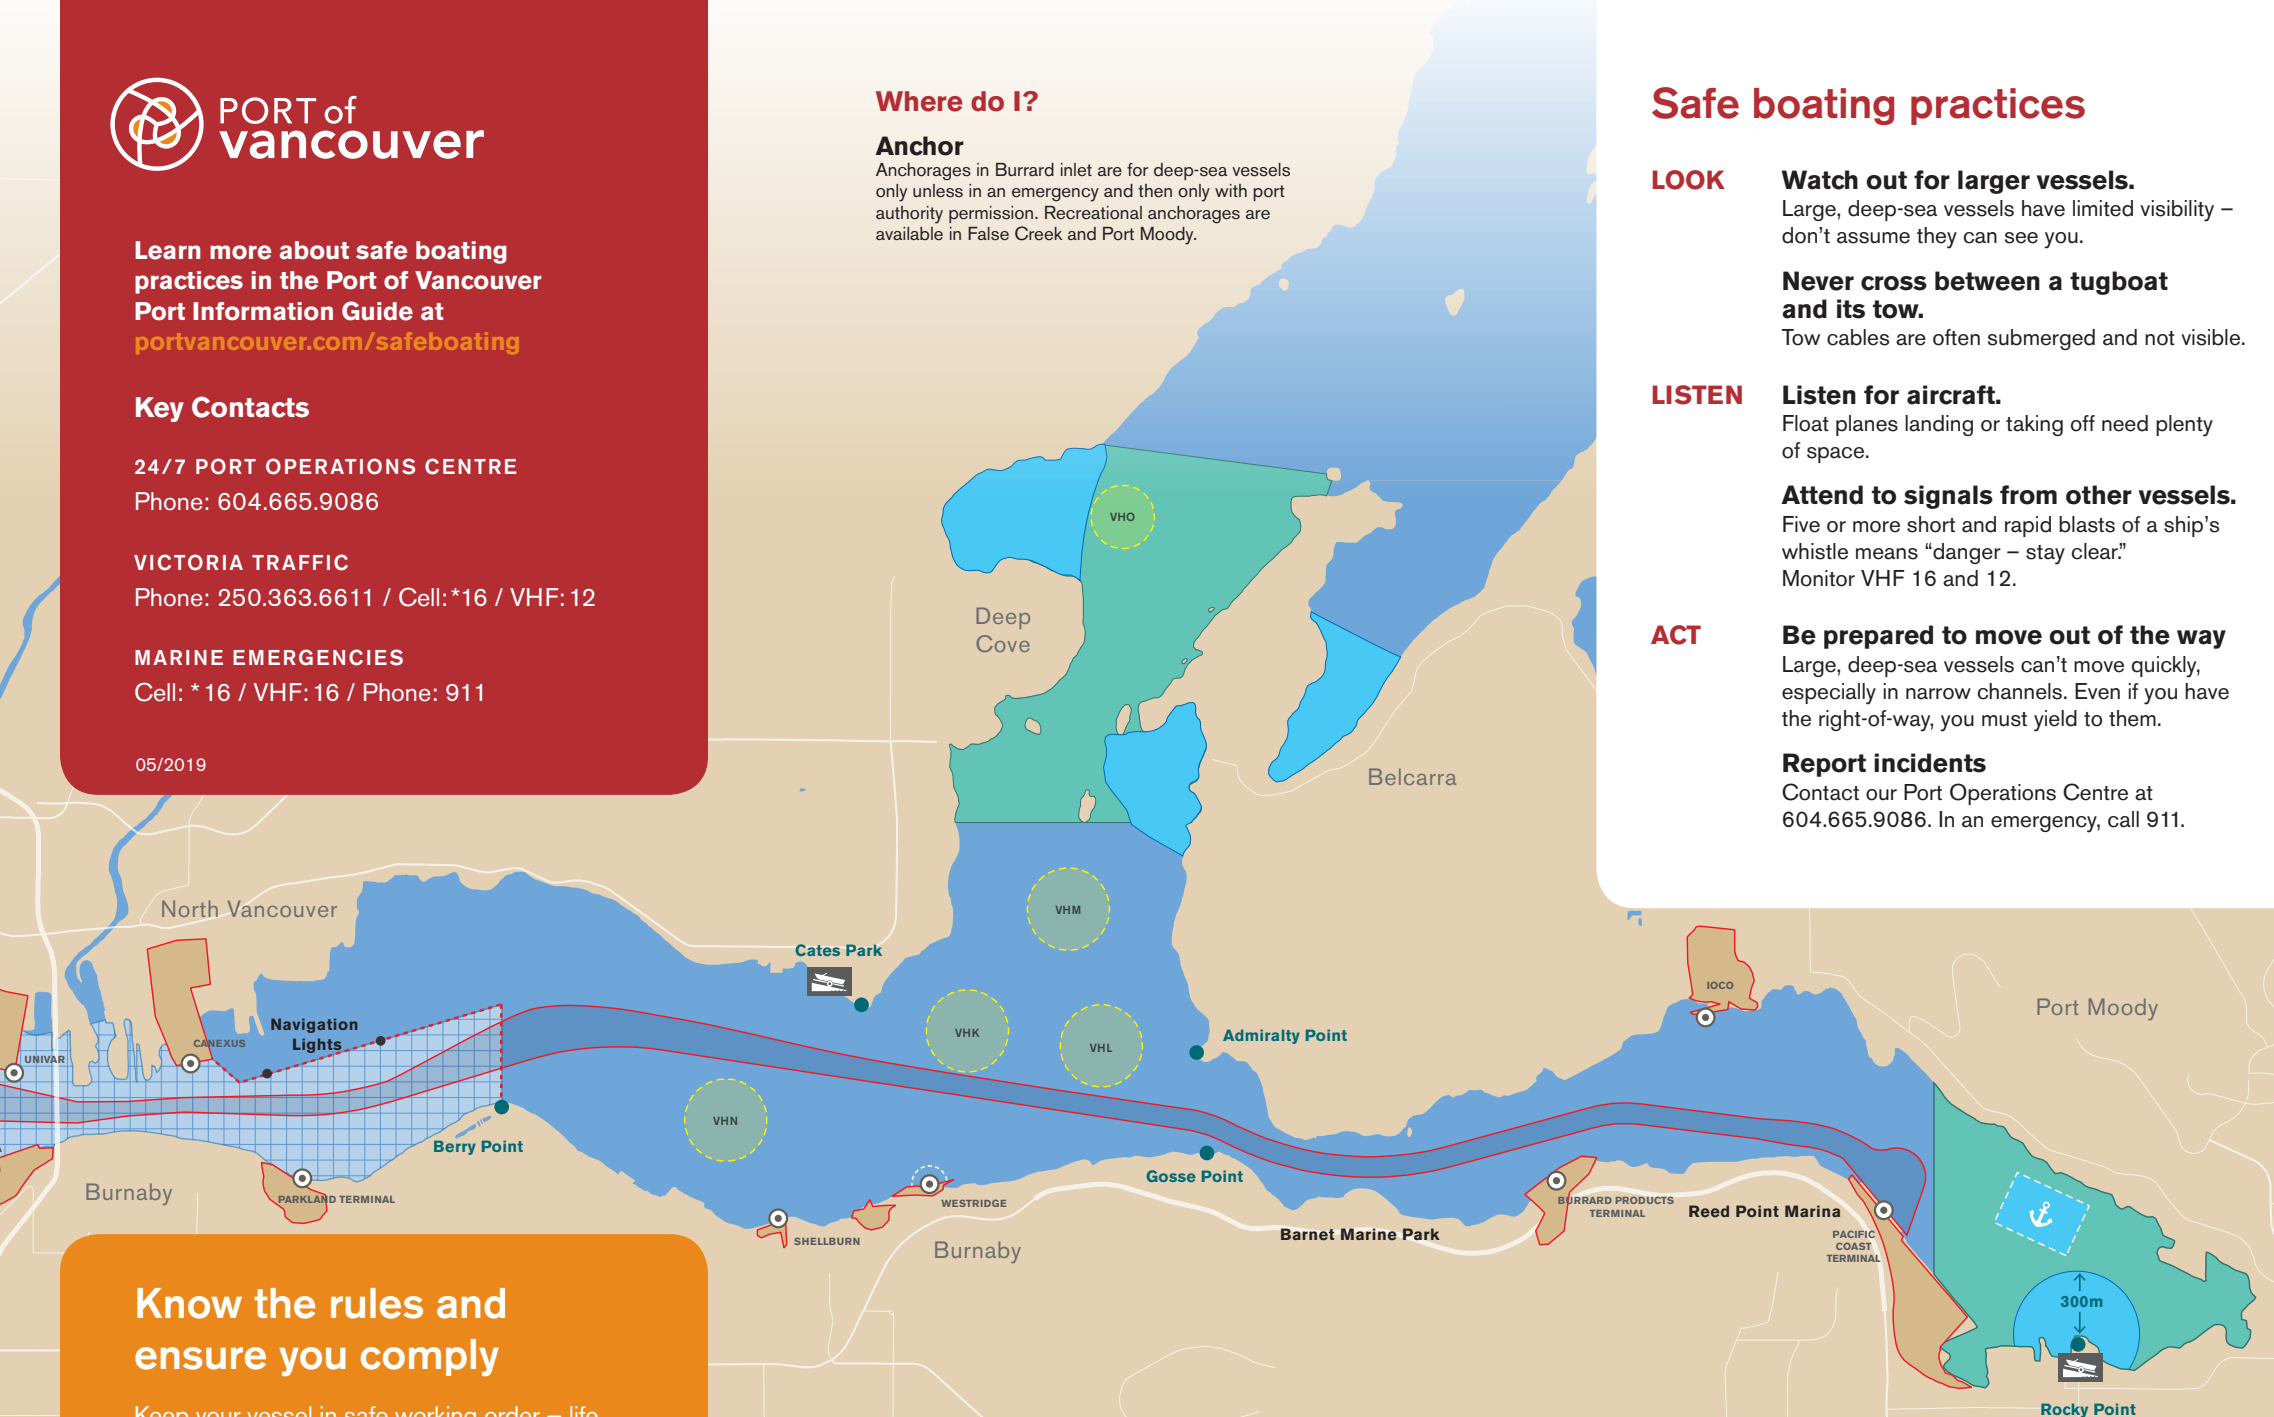 PORT of
vancouver
Learn more about safe boating
practices in the Port of Vancouver
Port Information Guide at
portvancouver.com/safeboating
Key Contacts
24/7 PORT OPERATIONS CENTRE
Phone: 604.665.9086
VICTORIA TRAFFIC
Phone: 250.363.6611 / Cell:*16 / VHF:12
MARINE EMERGENCIES
Cell: *16 / VHF:16 / Phone: 911
05/2019
Where do I?
Anchor
Anchorages in Burrard inlet are for deep-sea vessels
only unless in an emergency and then only with port
authority permission. Recreational anchorages are
available in False Creek and Port Moody.
Safe boating practices
LOOK
Watch out for larger vessels.
Large, deep-sea vessels have limited visibility –
don't assume they can see you.
Never cross between a tugboat
and its tow.
Tow cables are often submerged and not visible.
LISTEN
Listen for aircraft.
Float planes landing or taking off need plenty
of space.
Attend to signals from other vessels.
Five or more short and rapid blasts of a ship's
whistle means “danger – stay clear.”
Monitor VHF 16 and 12.
ACT
Be prepared to move out of the way
Large, deep-sea vessels can't move quickly,
especially in narrow channels. Even if you have
the right-of-way, you must yield to them.
Report incidents
Contact our Port Operations Centre at
604.665.9086. In an emergency, call 911.
VHO
Deep
Cove
Belcarra
North Vancouver
VHM
Cates Park
IOCO
Port Moody
Navigation
Lights
CANEXUS
UNIVAR
VHK
VHL
Admiralty Point
VHN
Berry Point
Gosse Point
Burnaby
PARKLAND TERMINAL
WESTRIDGE
SHELLBURN
Burnaby
Barnet Marine Park
BURRARD PRODUCTS
TERMINAL
Reed Point Marina
PACIFIC
COAST
TERMINAL
300m
Rocky Point
Know the rules and
ensure you comply
Keep your vessel in safe working order – life